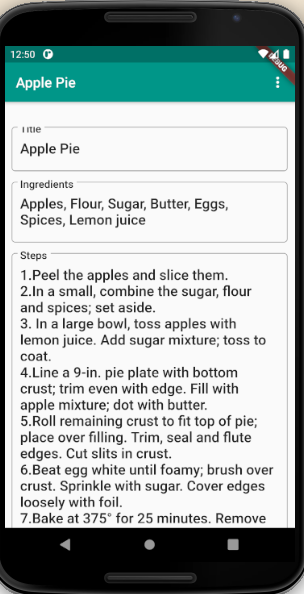 12:50
DEBUG
Apple Pie
Title
Apple Pie
Ingredients
Apples, Flour, Sugar, Butter, Eggs,
Spices, Lemon juice
Steps
1.Peel the apples and slice them.
2.In a small, combine the sugar, flour
and spices; set aside.
3. In a large bowl, toss apples with
lemon juice. Add sugar mixture; toss to
coat.
4.Line a 9-in. pie plate with bottom
crust; trim even with edge. Fill with
apple mixture; dot with butter.
5.Roll remaining crust to fit top of pie;
place over filling. Trim, seal and flute
edges. Cut slits in crust.
6.Beat egg white until foamy; brush over
crust. Sprinkle with sugar. Cover edges
loosely with foil.
7.Bake at 375° for 25 minutes. Remove